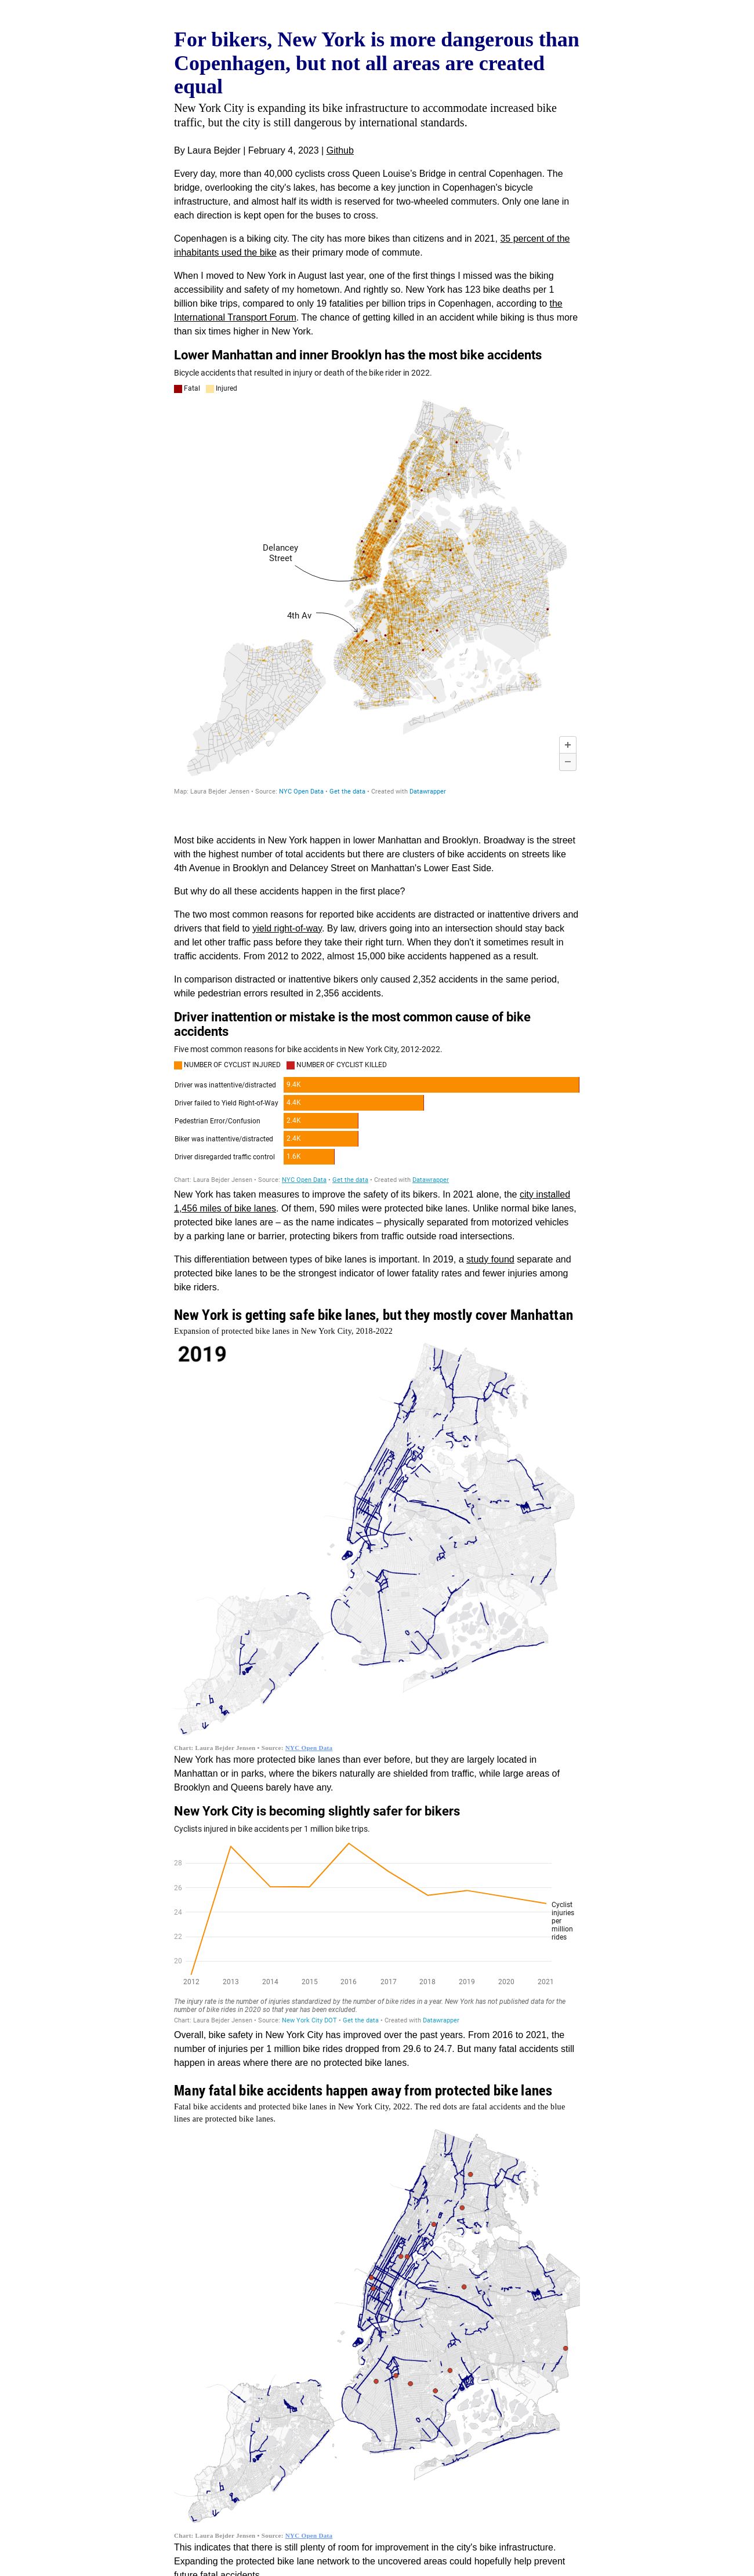 For bikers, New York is more dangerous than
Copenhagen, but not all areas are created
equal
New York City is expanding its bike infrastructure to accommodate increased bike
traffic, but the city is still dangerous by international standards.
By Laura Bejder | February 4, 2023 | Github
Every day, more than 40,000 cyclists cross Queen Louise's Bridge in central Copenhagen. The
bridge, overlooking the city's lakes, has become a key junction in Copenhagen's bicycle
infrastructure, and almost half its width is reserved for two-wheeled commuters. Only one lane in
each direction is kept open for the buses to cross.
Copenhagen is a biking city. The city has more bikes than citizens and in 2021, 35 percent of the
inhabitants used the bike as their primary mode of commute.
When I moved to New York in August last year, one of the first things I missed was the biking
accessibility and safety of my hometown. And rightly so. New York has 123 bike deaths per 1
billion bike trips, compared to only 19 fatalities per billion trips in Copenhagen, according to the
International Transport Forum. The chance of getting killed in an accident while biking is thus more
than six times higher in New York.
Lower Manhattan and inner Brooklyn has the most bike accidents
Bicycle accidents that resulted in injury or death of the bike rider in 2022.
Fatal Injured
Delancey
Street
4th Av
+
−
Map: Laura Bejder Jensen • Source: NYC Open Data • Get the data • Created with Datawrapper
Most bike accidents in New York happen in lower Manhattan and Brooklyn. Broadway is the street
with the highest number of total accidents but there are clusters of bike accidents on streets like
4th Avenue in Brooklyn and Delancey Street on Manhattan's Lower East Side.
But why do all these accidents happen in the first place?
The two most common reasons for reported bike accidents are distracted or inattentive drivers and
drivers that field to yield right-of-way. By law, drivers going into an intersection should stay back
and let other traffic pass before they take their right turn. When they don't it sometimes result in
traffic accidents. From 2012 to 2022, almost 15,000 bike accidents happened as a result.
In comparison distracted or inattentive bikers only caused 2,352 accidents in the same period,
while pedestrian errors resulted in 2,356 accidents.
Driver inattention or mistake is the most common cause of bike
accidents
Five most common reasons for bike accidents in New York City, 2012-2022.
NUMBER OF CYCLIST INJURED NUMBER OF CYCLIST KILLED
Driver was inattentive/distracted 9.4K
Driver failed to Yield Right-of-Way 4.4K
Pedestrian Error/Confusion 2.4K
Biker was inattentive/distracted 2.4K
Driver disregarded traffic control 1.6K
Chart: Laura Bejder Jensen • Source: NYC Open Data • Get the data • Created with Datawrapper
New York has taken measures to improve the safety of its bikers. In 2021 alone, the city installed
1,456 miles of bike lanes. Of them, 590 miles were protected bike lanes. Unlike normal bike lanes,
protected bike lanes are – as the name indicates – physically separated from motorized vehicles
by a parking lane or barrier, protecting bikers from traffic outside road intersections.
This differentiation between types of bike lanes is important. In 2019, a study found separate and
protected bike lanes to be the strongest indicator of lower fatality rates and fewer injuries among
bike riders.
New York is getting safe bike lanes, but they mostly cover Manhattan
Expansion of protected bike lanes in New York City, 2018-2022
2019
Chart: Laura Bejder Jensen • Source: NYC Open Data
New York has more protected bike lanes than ever before, but they are largely located in
Manhattan or in parks, where the bikers naturally are shielded from traffic, while large areas of
Brooklyn and Queens barely have any.
New York City is becoming slightly safer for bikers
Cyclists injured in bike accidents per 1 million bike trips.
28
26
24
22
20
Cyclist
injuries
per
million
rides
2012 2013 2014 2015 2016 2017 2018 2019 2020 2021
The injury rate is the number of injuries standardized by the number of bike rides in a year. New York has not published data for the
number of bike rides in 2020 so that year has been excluded.
Chart: Laura Bejder Jensen • Source: New York City DOT • Get the data • Created with Datawrapper
Overall, bike safety in New York City has improved over the past years. From 2016 to 2021, the
number of injuries per 1 million bike rides dropped from 29.6 to 24.7. But many fatal accidents still
happen in areas where there are no protected bike lanes.
Many fatal bike accidents happen away from protected bike lanes
Fatal bike accidents and protected bike lanes in New York City, 2022. The red dots are fatal accidents and the blue
lines are protected bike lanes.
Chart: Laura Bejder Jensen • Source: NYC Open Data
This indicates that there is still plenty of room for improvement in the city's bike infrastructure.
Expanding the protected bike lane network to the uncovered areas could hopefully help prevent
future fatal accidents.